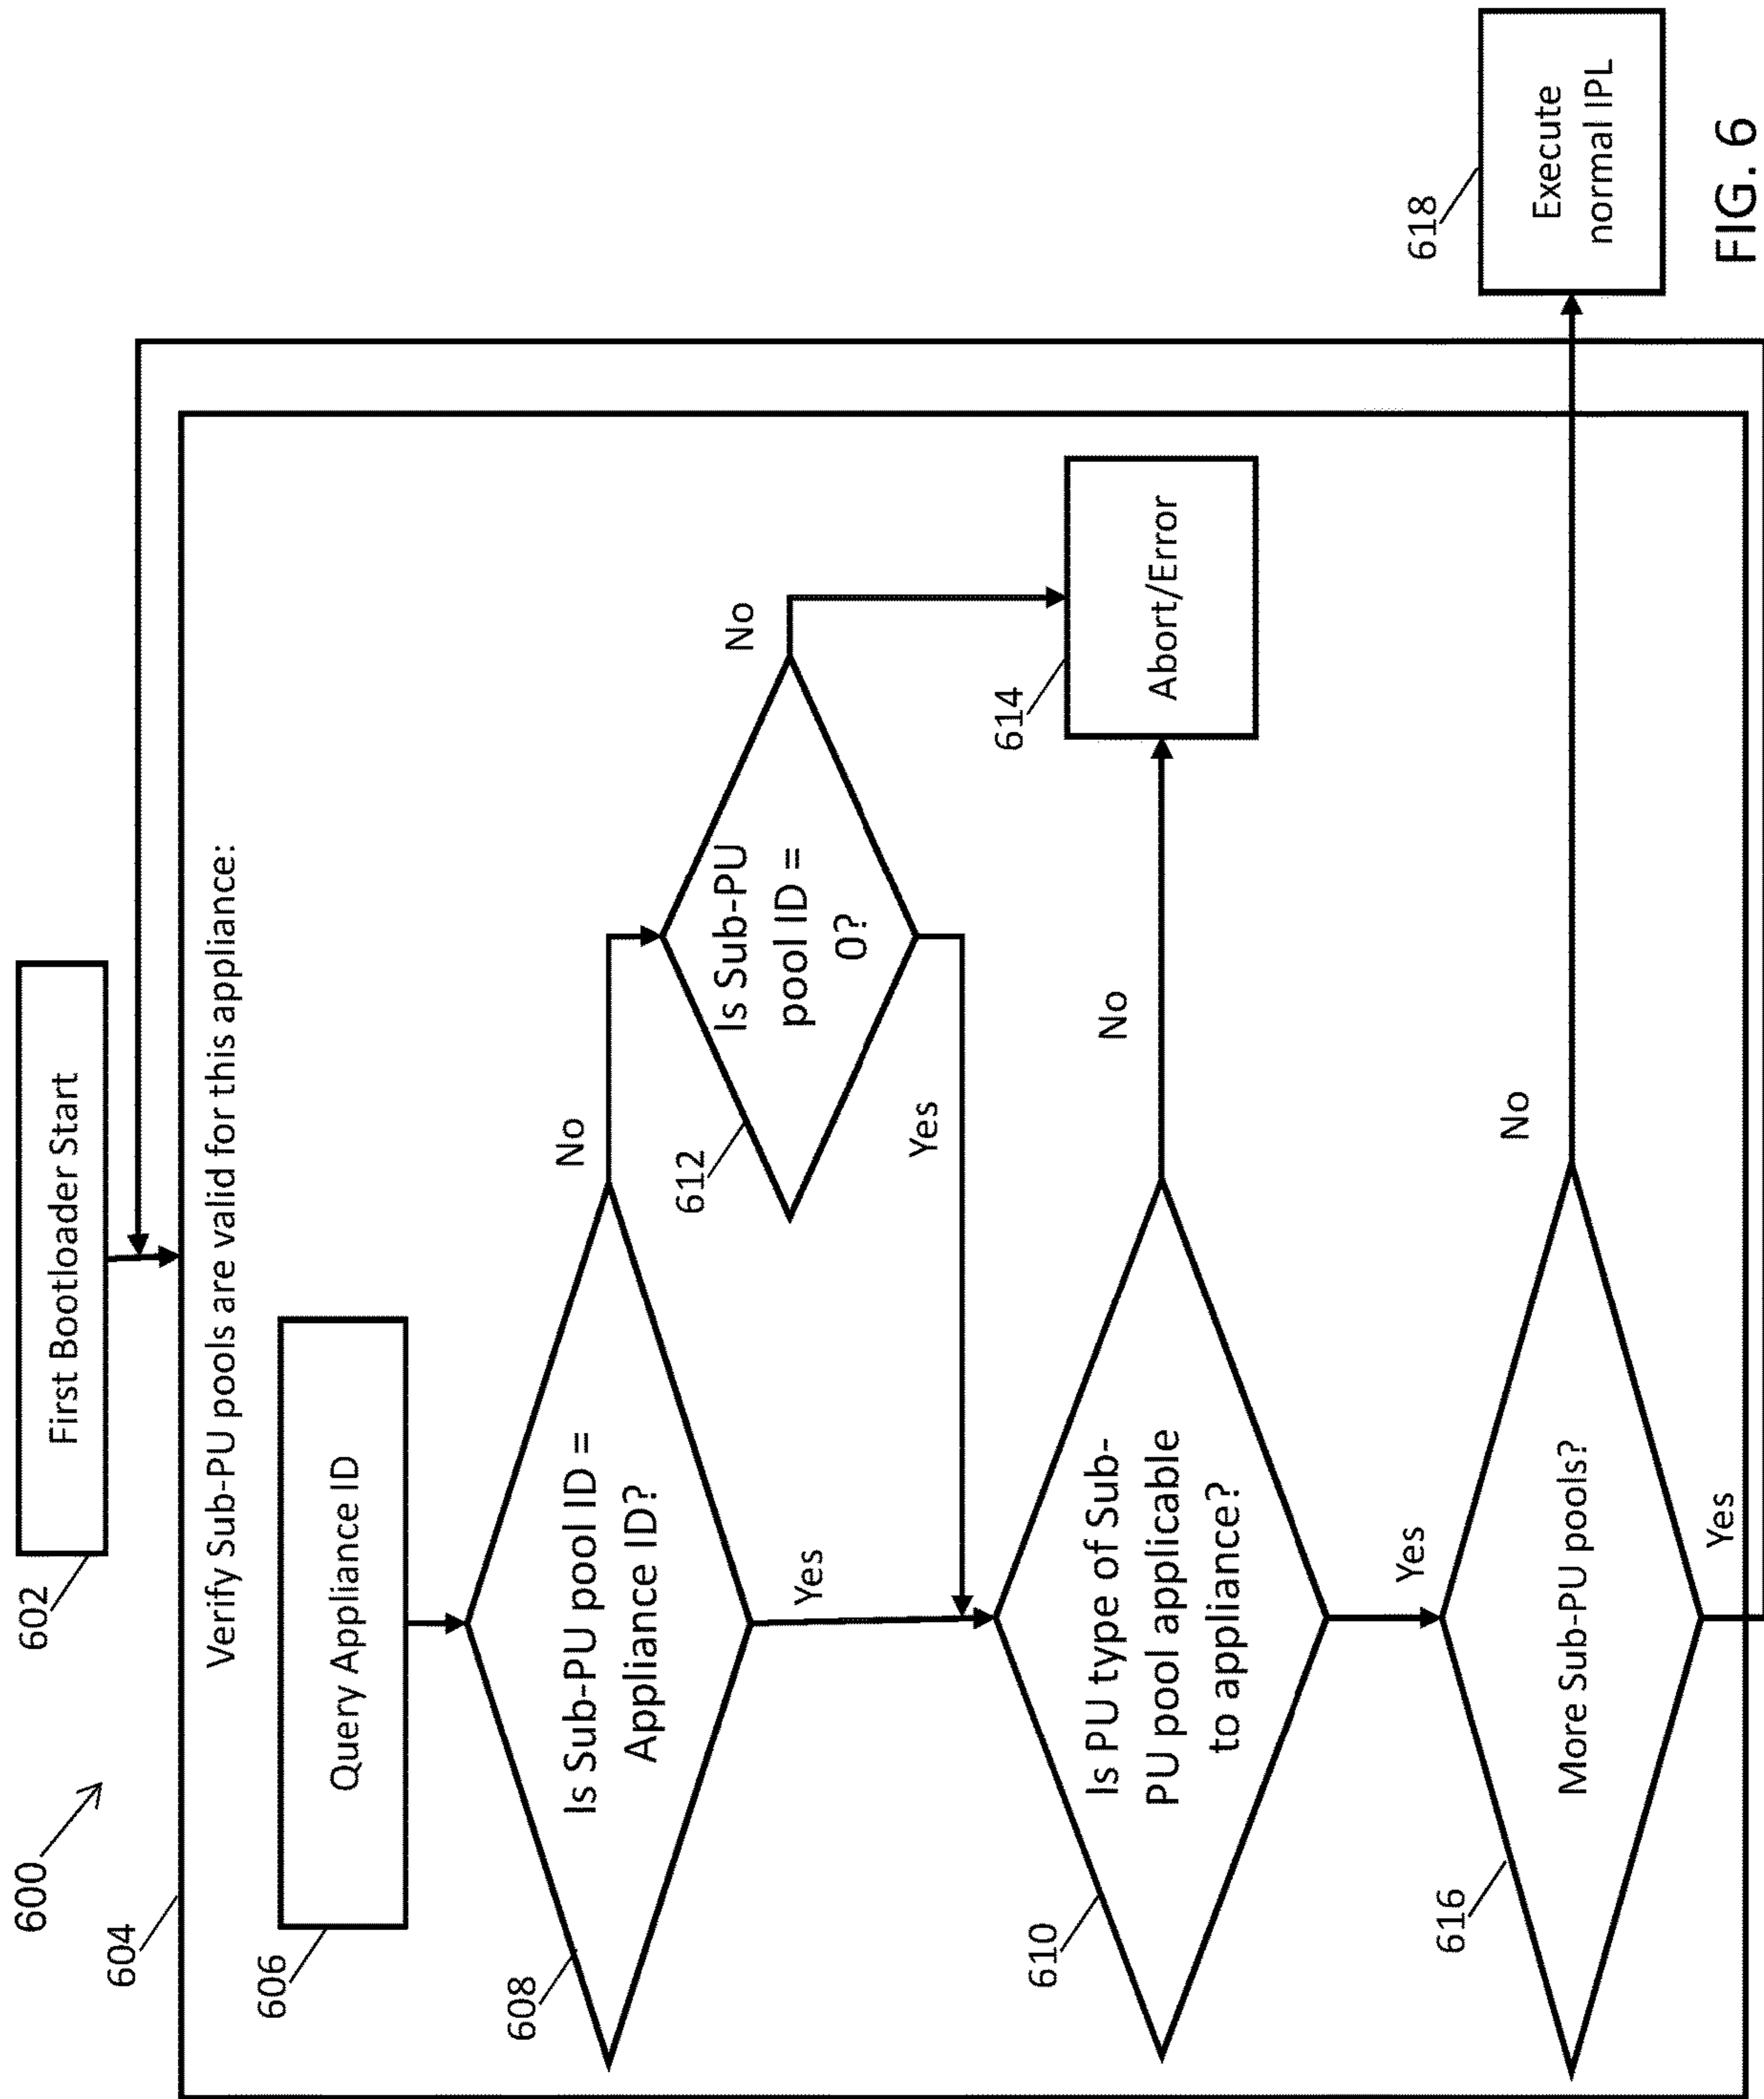 600
602
First Bootloader Start
604
Verify Sub-PU pools are valid for this appliance:
606
Query Appliance ID
608
Is Sub-PU pool ID =
Appliance ID?
No
Yes
612
Is Sub-PU
pool ID =
0?
No
Yes
610
Is PU type of Sub-
PU pool applicable
to appliance?
No
Yes
614
Abort/Error
616
More Sub-PU pools?
No
Yes
618
Execute
normal IPL
FIG. 6